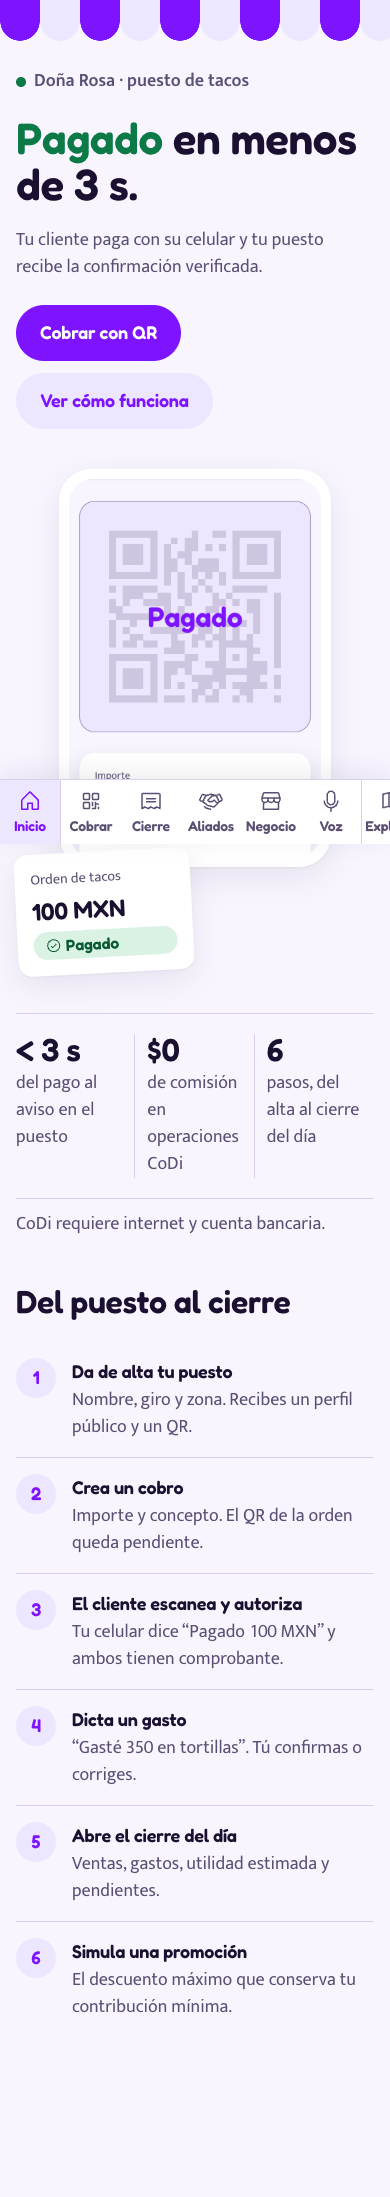 Doña Rosa · puesto de tacos
Pagado en menos
de 3 s.
Tu cliente paga con su celular y tu puesto
recibe la confirmación verificada.
Cobrar con QR
Ver cómo funciona
Pagado
Importe
Inicio
Cobrar
Cierre
Aliados
Negocio
Voz
Expl
Orden de tacos
100 MXN
Pagado
< 3 s
del pago al
aviso en el
puesto
$0
de comisión
en
operaciones
CoDi
6
pasos, del
alta al cierre
del día
CoDi requiere internet y cuenta bancaria.
Del puesto al cierre
1
Da de alta tu puesto
Nombre, giro y zona. Recibes un perfil
público y un QR.
2
Crea un cobro
Importe y concepto. El QR de la orden
queda pendiente.
3
El cliente escanea y autoriza
Tu celular dice “Pagado 100 MXN” y
ambos tienen comprobante.
4
Dicta un gasto
“Gasté 350 en tortillas”. Tú confirmas o
corriges.
5
Abre el cierre del día
Ventas, gastos, utilidad estimada y
pendientes.
6
Simula una promoción
El descuento máximo que conserva tu
contribución mínima.